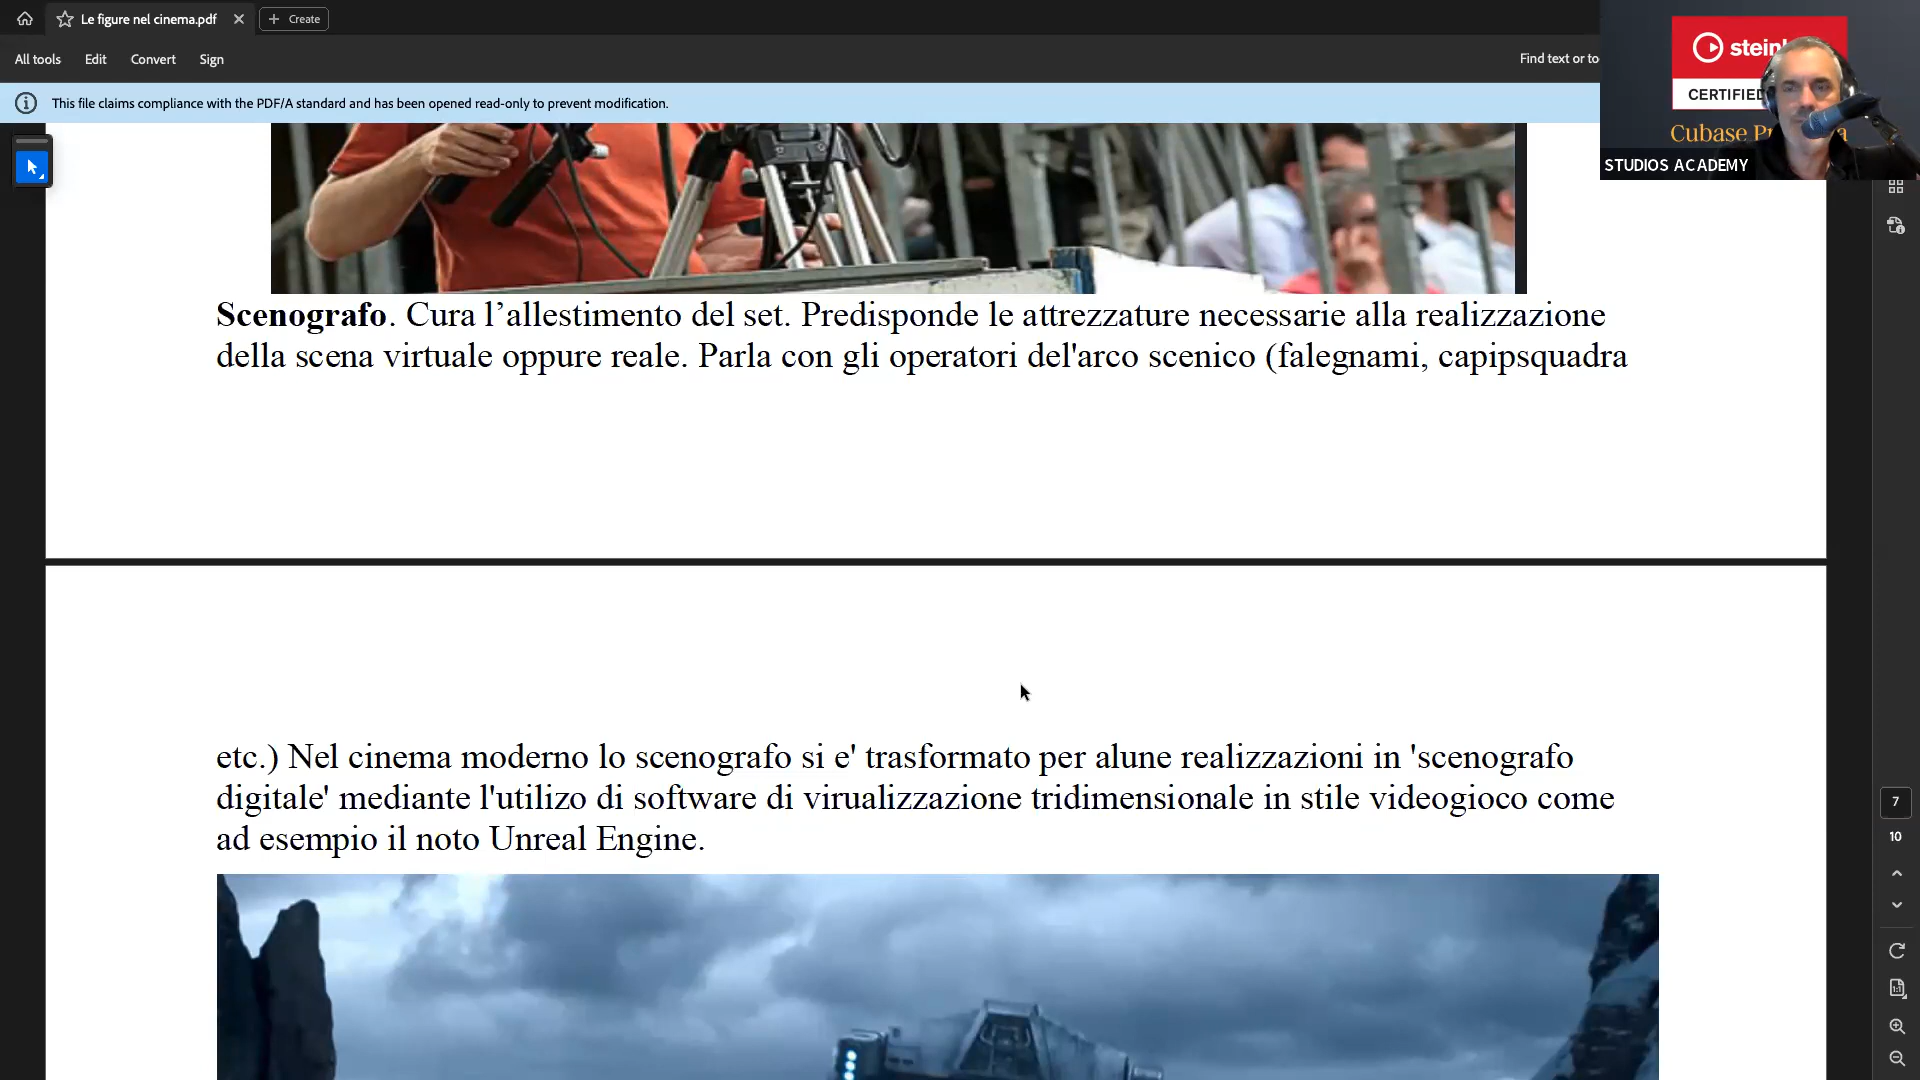 Le figure nel cinema.pdf
Create
All tools
Edit
Convert
Sign
Find text or to
This file claims compliance with the PDF/A standard and has been opened read-only to prevent modification.
CERTIFIED
STUDIOS ACADEMY
Scenografo. Cura l’allestimento del set. Predisponde le attrezzature necessarie alla realizzazione
della scena virtuale oppure reale. Parla con gli operatori del'arco scenico (falegnami, capipsquadra
etc.) Nel cinema moderno lo scenografo si e' trasformato per alune realizzazioni in 'scenografo
digitale' mediante l'utilizo di software di virualizzazione tridimensionale in stile videogioco come
ad esempio il noto Unreal Engine.
7
10